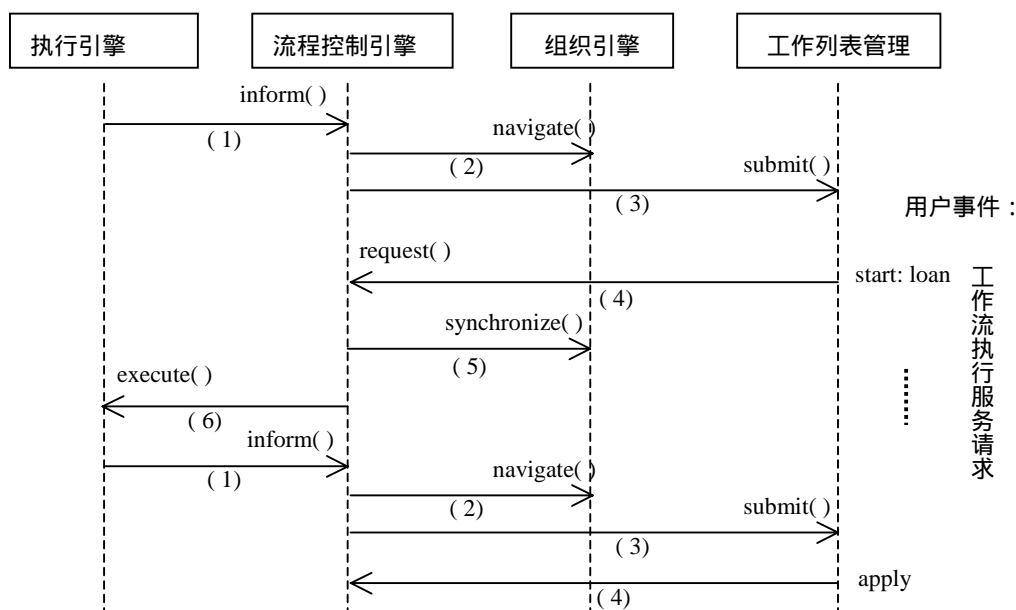 执行引擎 流程控制引擎 组织引擎 工作列表管理
inform( )
( 1)
navigate( )
( 2)
submit( )
( 3)
用户事件：
request( )
( 4)
start: loan
工作流执行服务请求
synchronize( )
( 5)
execute( )
( 6)
inform( )
( 1)
navigate( )
( 2)
submit( )
( 3)
apply
( 4)